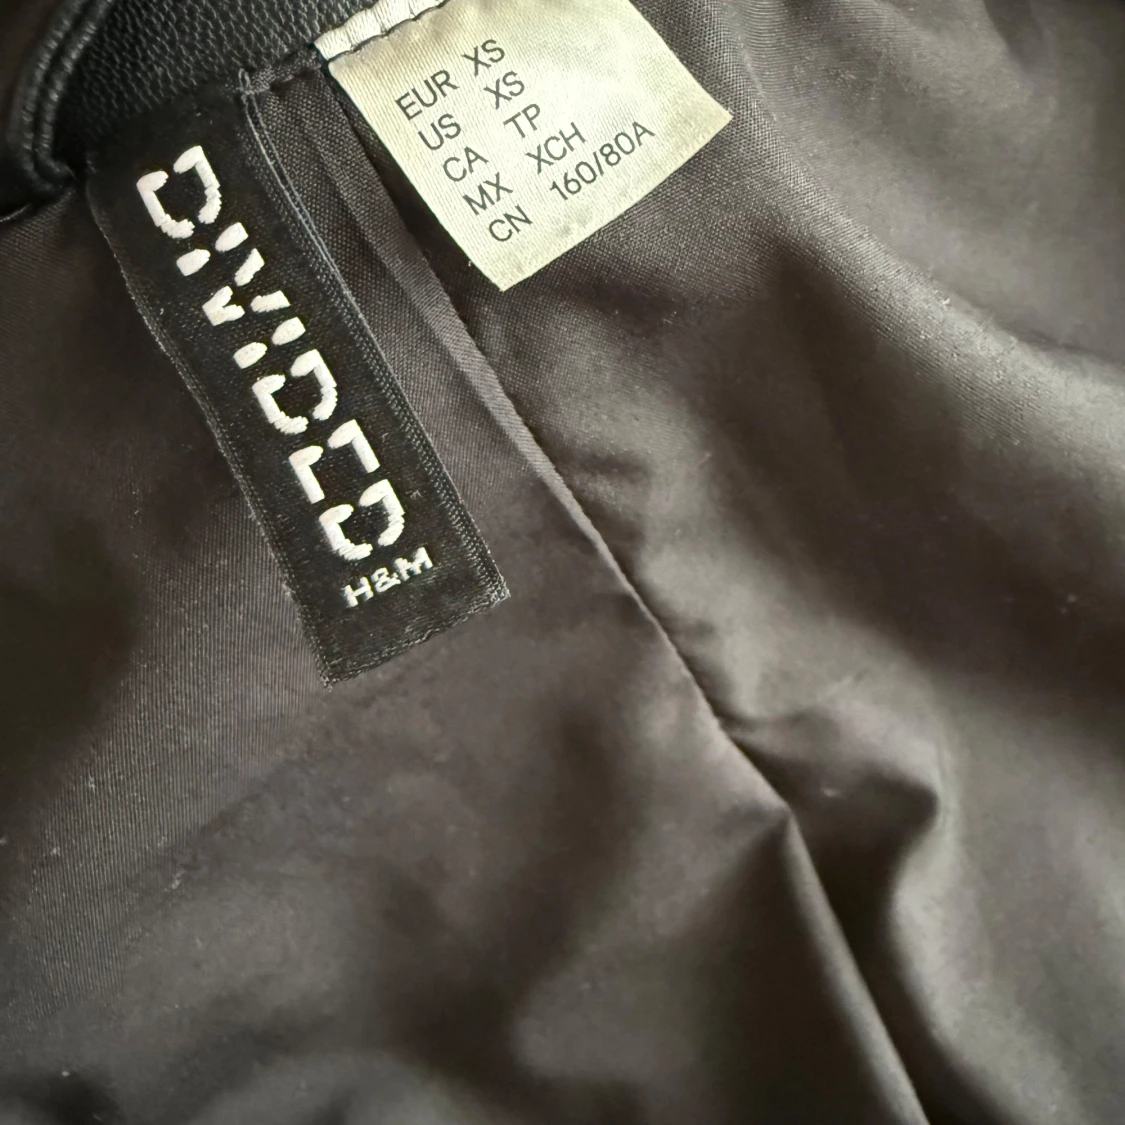 DIVIDED
H&M
EUR XS
US XS
CA TP
MX XCH
CN 160/80A